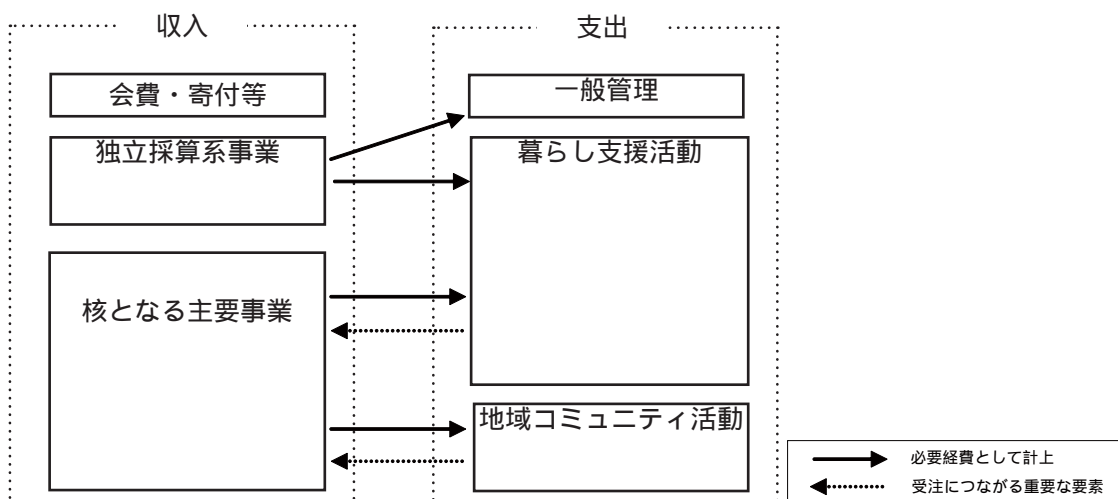 収入
支出
会費・寄付等
一般管理
独立採算系事業
暮らし支援活動
核となる主要事業
地域コミュニティ活動
必要経費として計上
受注につながる重要な要素